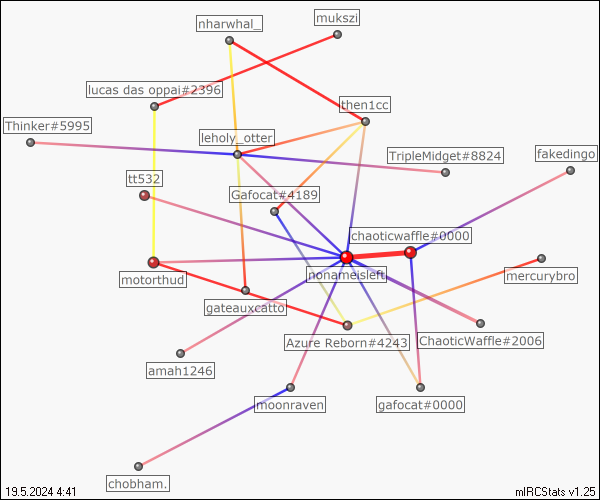 mukszi
nharwhal_
lucas das oppai#2396
then1cc
Thinker#5995
leholy_otter
TripleMidget#8824
fakedingo
tt532
Gafocat#4189
chaoticwaffle#0000
nonameisleft
motorthud
mercurybro
gateauxcatto
Azure Reborn#4243
ChaoticWaffle#2006
amah1246
moonraven
gafocat#0000
chobham.
19.5.2024 4:41
mIRCStats v1.25